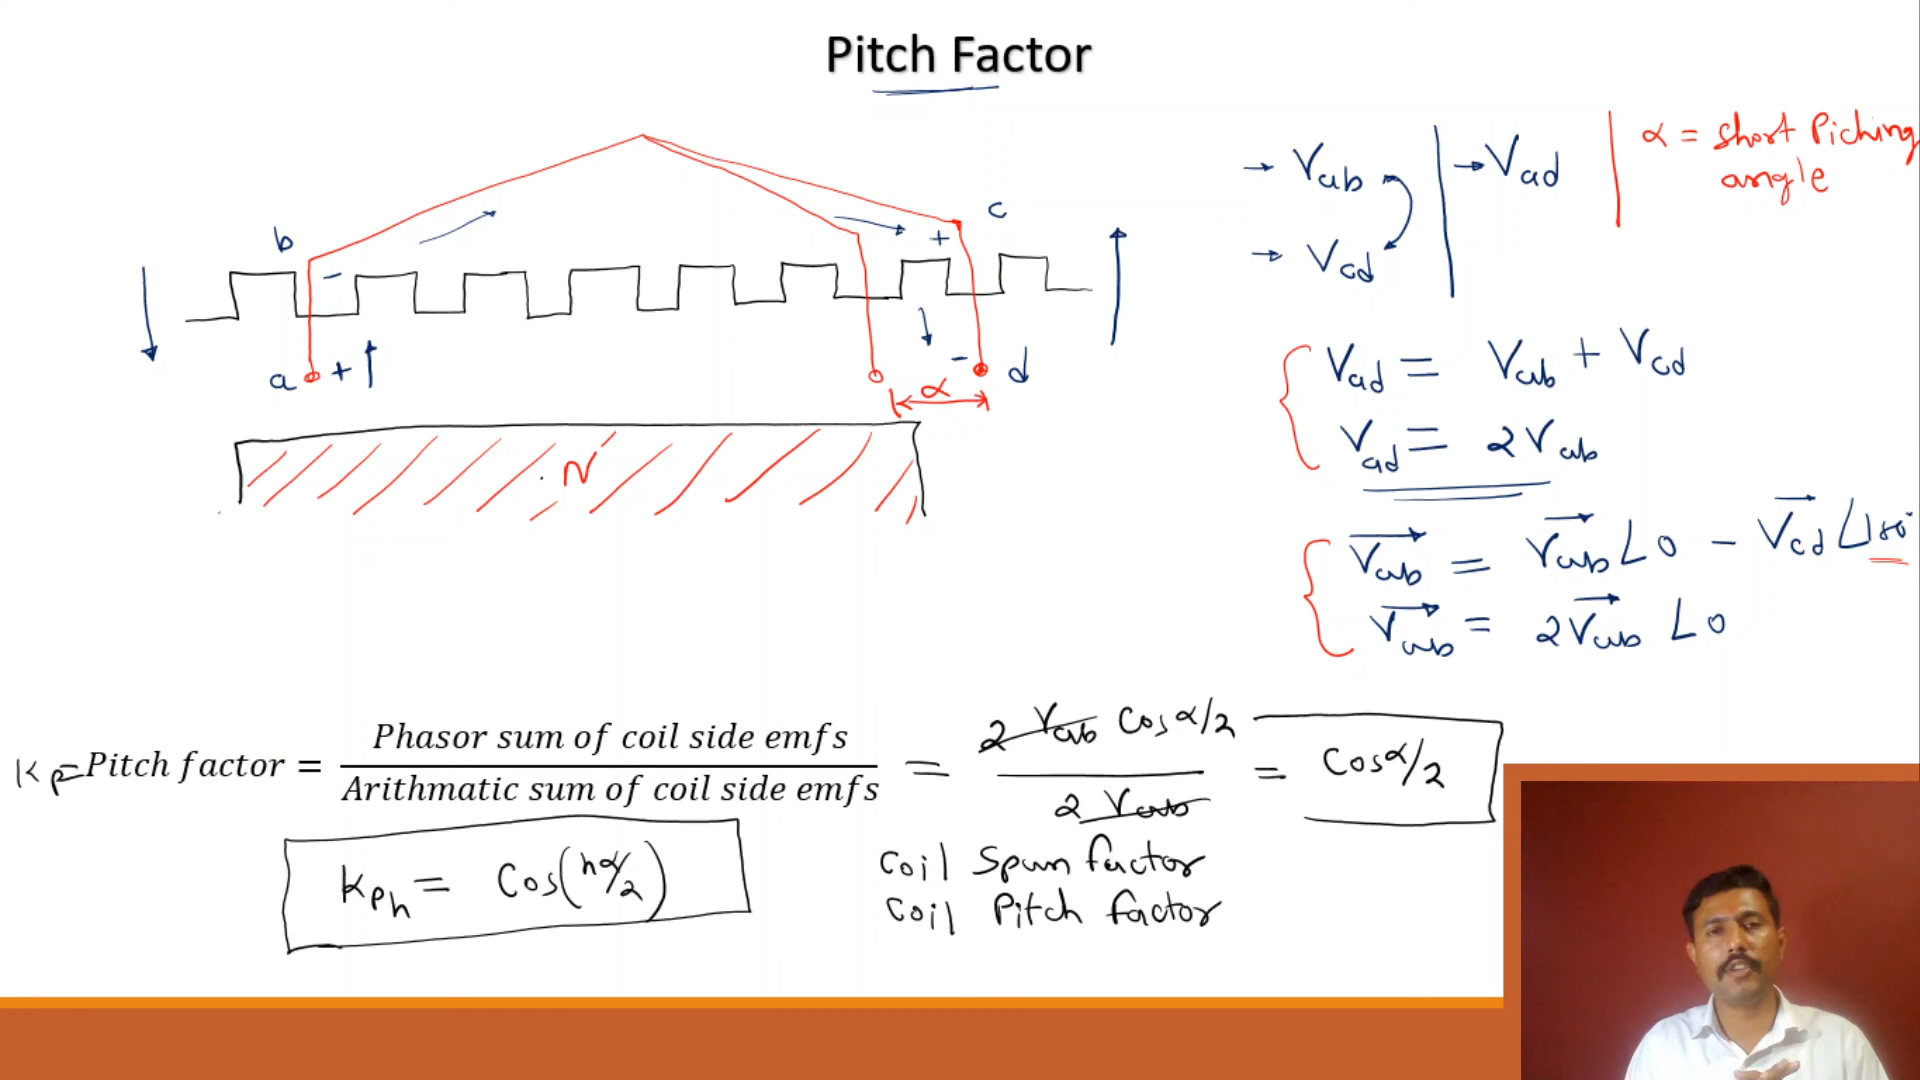 Pitch Factor
α = Short Piching
angle
→ Vab
→ Vad
→ Vcd
b
c
-
+
a
+
-
d
α
N
Vad = Vab + Vcd
Vad = 2Vab
Vab = Vab ∠0 - Vcd ∠180°
Vab = 2Vab ∠0
Kp = Pitch factor = Phasor sum of coil side emfs / Arithmatic sum of coil side emfs = 2 Vab Cos α/2 / 2 Vab = Cos α/2
Kph = Cos(hα/2)
Coil Span factor
Coil Pitch factor